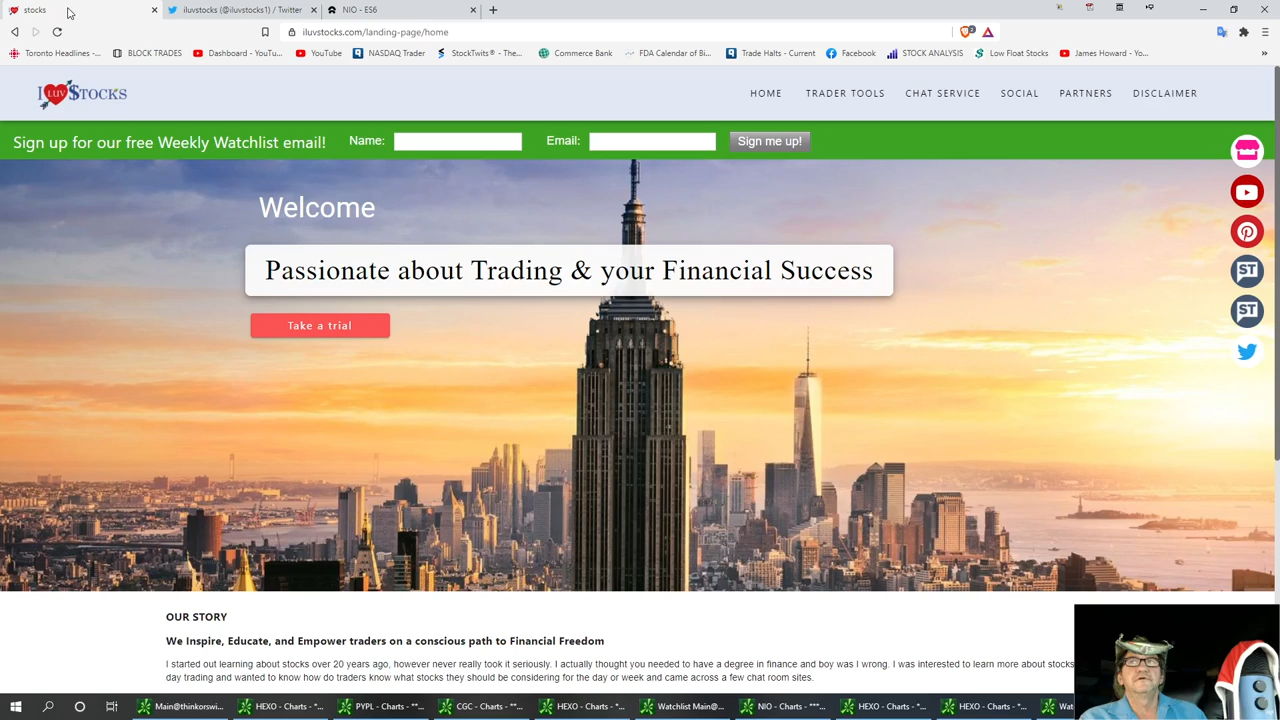 stocks
iluvstocks (@iluvstocks1) / Twitter
NIO - ES6
iluvstocks.com/landing-page/home
3
Toronto Headlines -...
BLOCK TRADES
Dashboard - YouTu...
YouTube
NASDAQ Trader
StockTwits® - The...
Commerce Bank
FDA Calendar of Bi...
Trade Halts - Current
Facebook
STOCK ANALYSIS
Low Float Stocks
James Howard - Yo...
I LUV $TOCKS
HOME
TRADER TOOLS
CHAT SERVICE
SOCIAL
PARTNERS
DISCLAIMER
Sign up for our free Weekly Watchlist email!
Name:
Email:
Sign me up!
Welcome
Passionate about Trading & your Financial Success
Take a trial
ST
ST
OUR STORY
We Inspire, Educate, and Empower traders on a conscious path to Financial Freedom
I started out learning about stocks over 20 years ago, however never really took it seriously. I actually thought you needed to have a degree in finance and boy was I wrong. I was interested to learn more about stocks
day trading and wanted to know how do traders know what stocks they should be considering for the day or week and came across a few chat room sites.
Main@thinkorswi...
HEXO - Charts - "...
PYPL - Charts - "*...
CGC - Charts - "*...
HEXO - Charts - "...
Watchlist Main@...
NIO - Charts - "**...
HEXO - Charts - "...
HEXO - Charts - "...
Wat